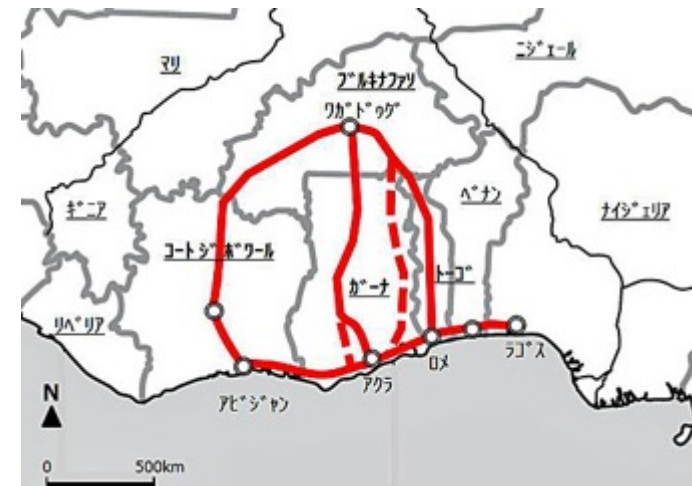 マリ
ニジェール
ブルキナファソ
ワガドゥグ
ギニア
ベナン
ナイジェリア
コートジボワール
ガーナ
トーゴ
リベリア
アビジャン
アクラ
ロメ
ラゴス
N
0 500km